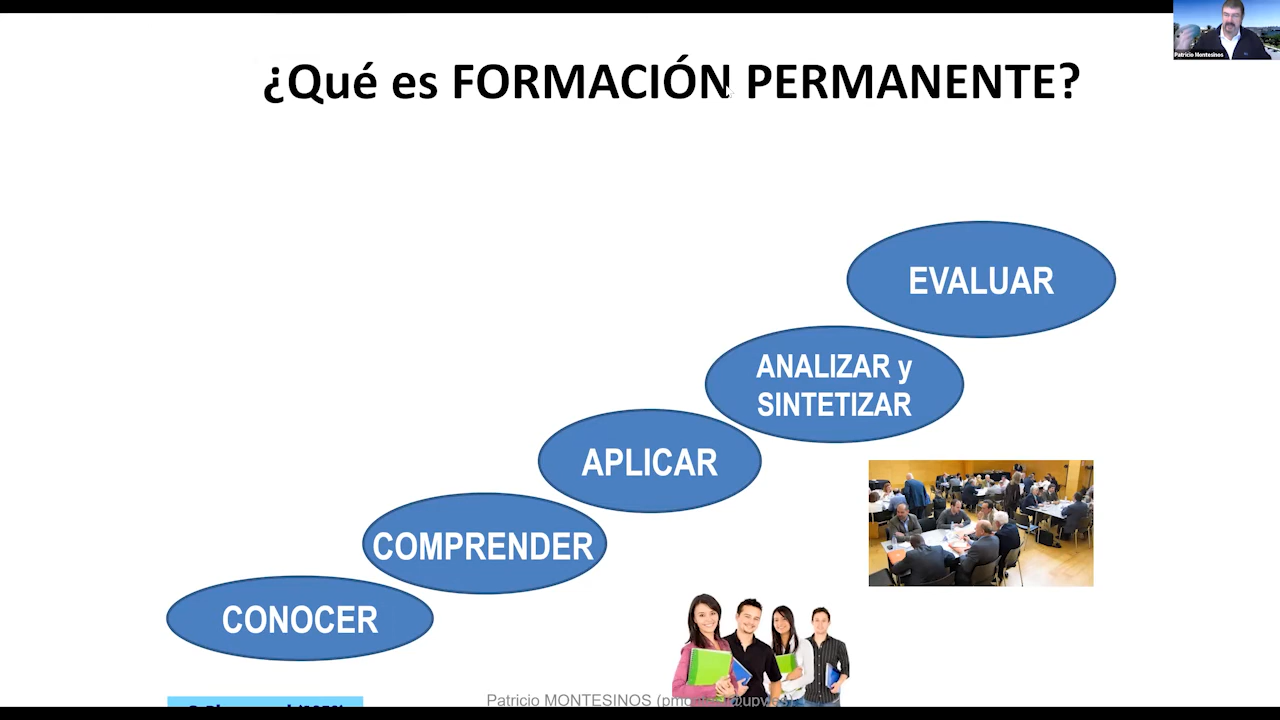 Patricio Montesinos
¿Qué es FORMACIÓN PERMANENTE?
EVALUAR
ANALIZAR y
SINTETIZAR
APLICAR
COMPRENDER
CONOCER
Patricio MONTESINOS